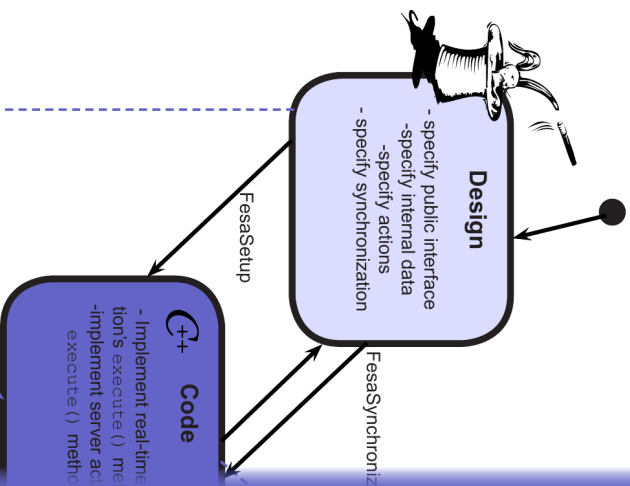 Design
- specify public interface
-specify internal data
-specify actions
- specify synchronization
FesaSetup
FesaSynchroniz
C++ Code
- Implement real-time
tion's execute() me
-implement server act
execute() metho